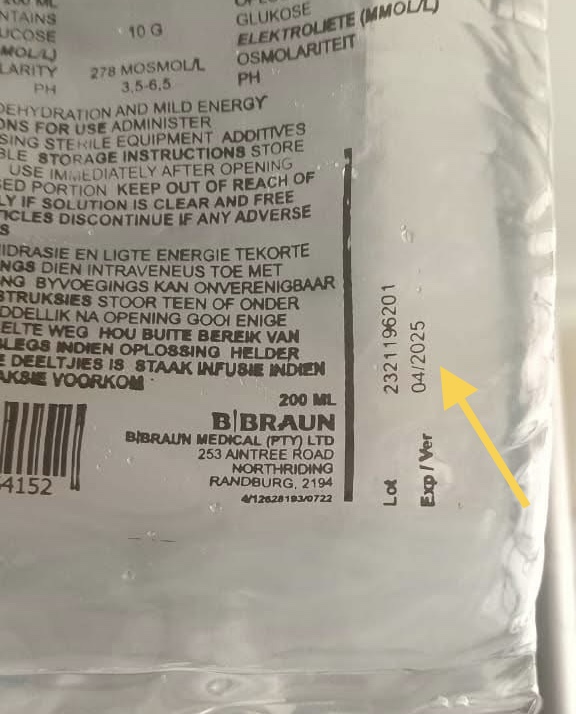 200 ML
NTAINS
UCOSE 10 G
MOL/L)
LARITY 278 MOSMOL/L
PH 3,5-6,5
GLUKOSE
ELEKTROLIETE (MMOL/L)
OSMOLARITEIT
PH
DEHYDRATION AND MILD ENERGY
ONS FOR USE ADMINISTER
SING STERILE EQUIPMENT ADDITIVES
BLE STORAGE INSTRUCTIONS STORE
USE IMMEDIATELY AFTER OPENING
SED PORTION KEEP OUT OF REACH OF
LY IF SOLUTION IS CLEAR AND FREE
TICLES DISCONTINUE IF ANY ADVERSE
S
IDRASIE EN LIGTE ENERGIE TEKORTE
NGS DIEN INTRAVENEUS TOE MET
NG BYVOEGINGS KAN ONVERENIGBAAR
STRUKSIES STOOR TEEN OF ONDER
DDELLIK NA OPENING GOOI ENIGE
EELTE WEG HOU BUITE BEREIK VAN
LEGS INDIEN OPLOSSING HELDER
E DEELTJIES IS STAAK INFUSIE INDIEN
AKSIE VOORKOM
200 ML
B|BRAUN
B|BRAUN MEDICAL (PTY) LTD
253 AINTREE ROAD
NORTHRIDING
RANDBURG, 2194
4/12628193/0722
4152
Lot 2321196201
Exp / Ver 04/2025